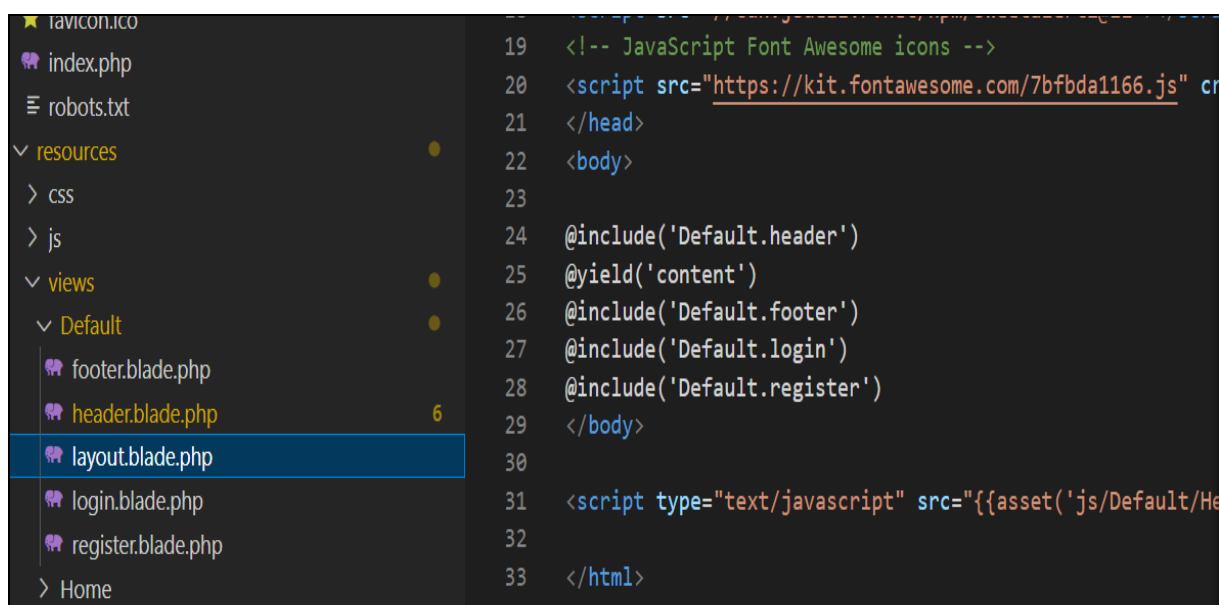 favicon.ico
index.php
robots.txt
resources
css
js
views
Default
footer.blade.php
header.blade.php 6
layout.blade.php
login.blade.php
register.blade.php
Home
19 <!-- JavaScript Font Awesome icons -->
20 <script src="https://kit.fontawesome.com/7bfbda1166.js" cr
21 </head>
22 <body>
23
24 @include('Default.header')
25 @yield('content')
26 @include('Default.footer')
27 @include('Default.login')
28 @include('Default.register')
29 </body>
30
31 <script type="text/javascript" src="{{asset('js/Default/He
32
33 </html>